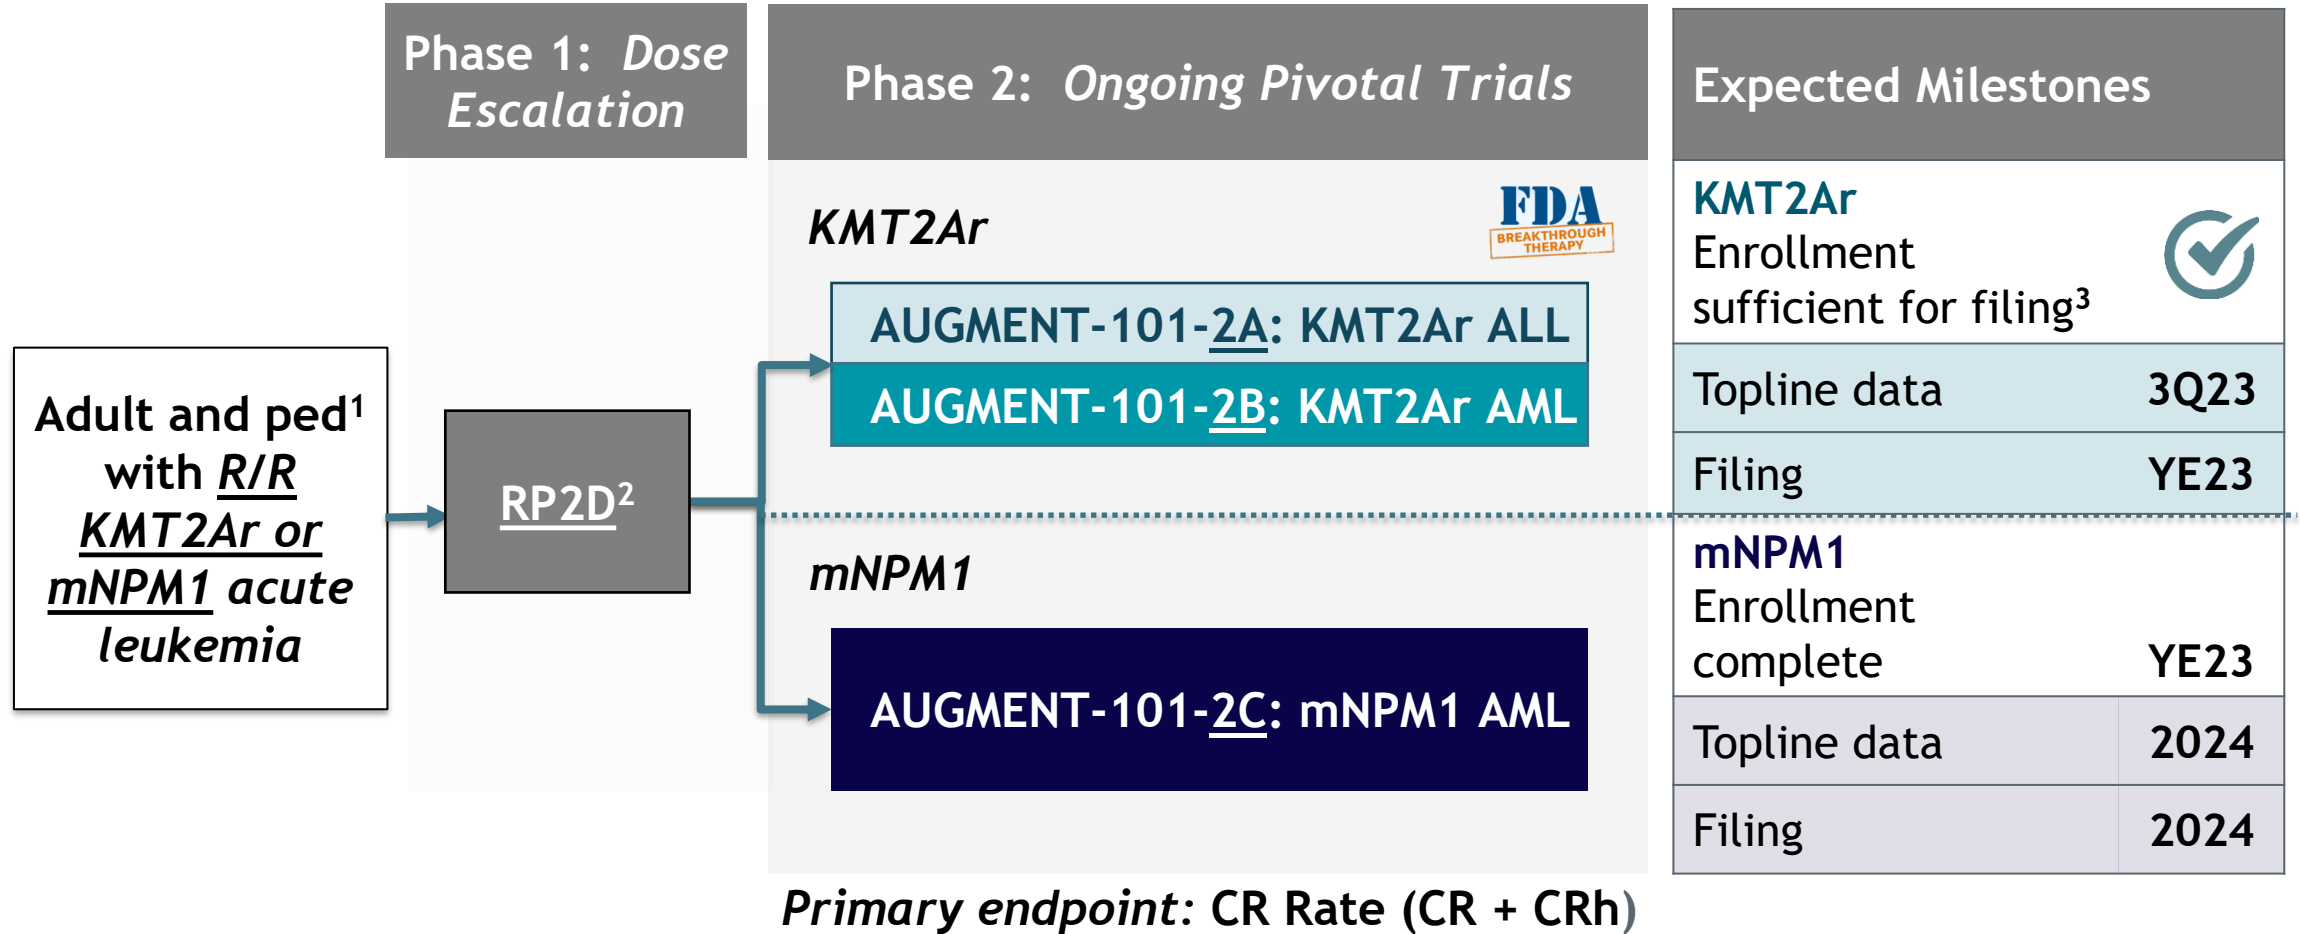 Phase 1: Dose
Escalation
Phase 2: Ongoing Pivotal Trials
Expected Milestones
Adult and ped¹
with R/R
KMT2Ar or
mNPM1 acute
leukemia
RP2D²
KMT2Ar
FDA
BREAKTHROUGH
THERAPY
AUGMENT-101-2A: KMT2Ar ALL
AUGMENT-101-2B: KMT2Ar AML
mNPM1
AUGMENT-101-2C: mNPM1 AML
Primary endpoint: CR Rate (CR + CRh)
KMT2Ar
Enrollment
sufficient for filing³
Topline data 3Q23
Filing YE23
mNPM1
Enrollment
complete YE23
Topline data 2024
Filing 2024